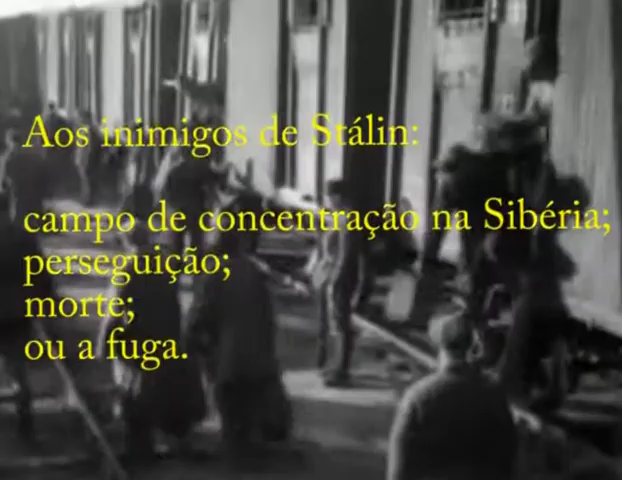 Aos inimigos de Stálin:
campo de concentração na Sibéria;
perseguição;
morte;
ou a fuga.